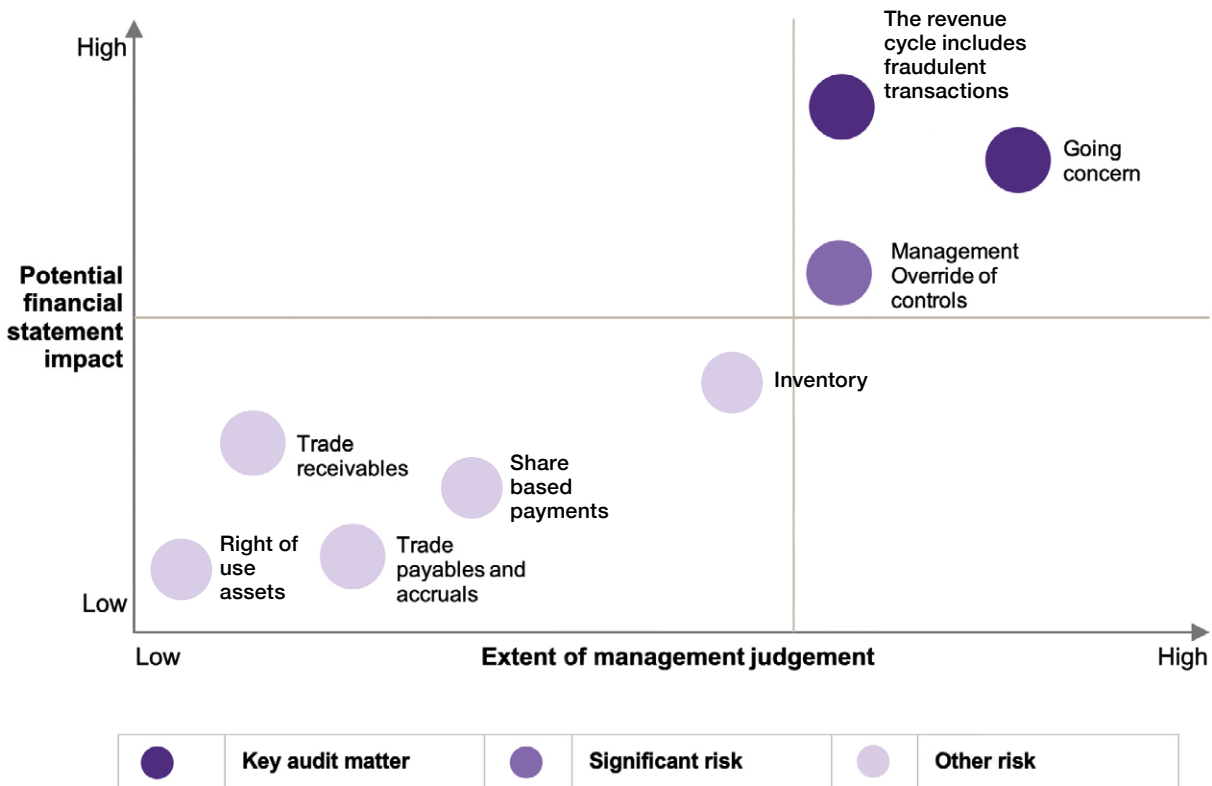 The revenue
cycle includes
fraudulent
transactions
High
Going
concern
Management
Override of
controls
Potential
financial
statement
impact
Inventory
Trade
receivables
Share
based
payments
Right of
use
assets
Trade
payables and
accruals
Low
Low
Extent of management judgement
High
Key audit matter
Significant risk
Other risk